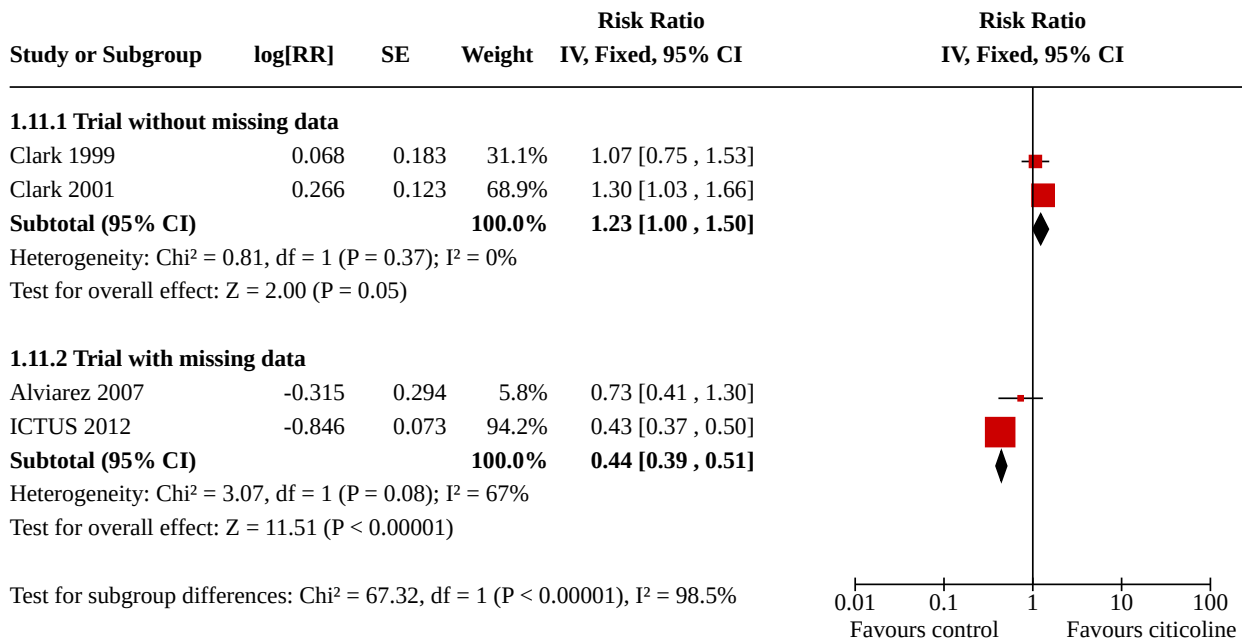 Risk Ratio Risk Ratio
Study or Subgroup log[RR] SE Weight IV, Fixed, 95% CI IV, Fixed, 95% CI
1.11.1 Trial without missing data
Clark 1999 0.068 0.183 31.1% 1.07 [0.75 , 1.53]
Clark 2001 0.266 0.123 68.9% 1.30 [1.03 , 1.66]
Subtotal (95% CI) 100.0% 1.23 [1.00 , 1.50]
Heterogeneity: Chi² = 0.81, df = 1 (P = 0.37); I² = 0%
Test for overall effect: Z = 2.00 (P = 0.05)
1.11.2 Trial with missing data
Alviarez 2007 -0.315 0.294 5.8% 0.73 [0.41 , 1.30]
ICTUS 2012 -0.846 0.073 94.2% 0.43 [0.37 , 0.50]
Subtotal (95% CI) 100.0% 0.44 [0.39 , 0.51]
Heterogeneity: Chi² = 3.07, df = 1 (P = 0.08); I² = 67%
Test for overall effect: Z = 11.51 (P < 0.00001)
Test for subgroup differences: Chi² = 67.32, df = 1 (P < 0.00001), I² = 98.5%
0.01 0.1 1 10 100
Favours control Favours citicoline